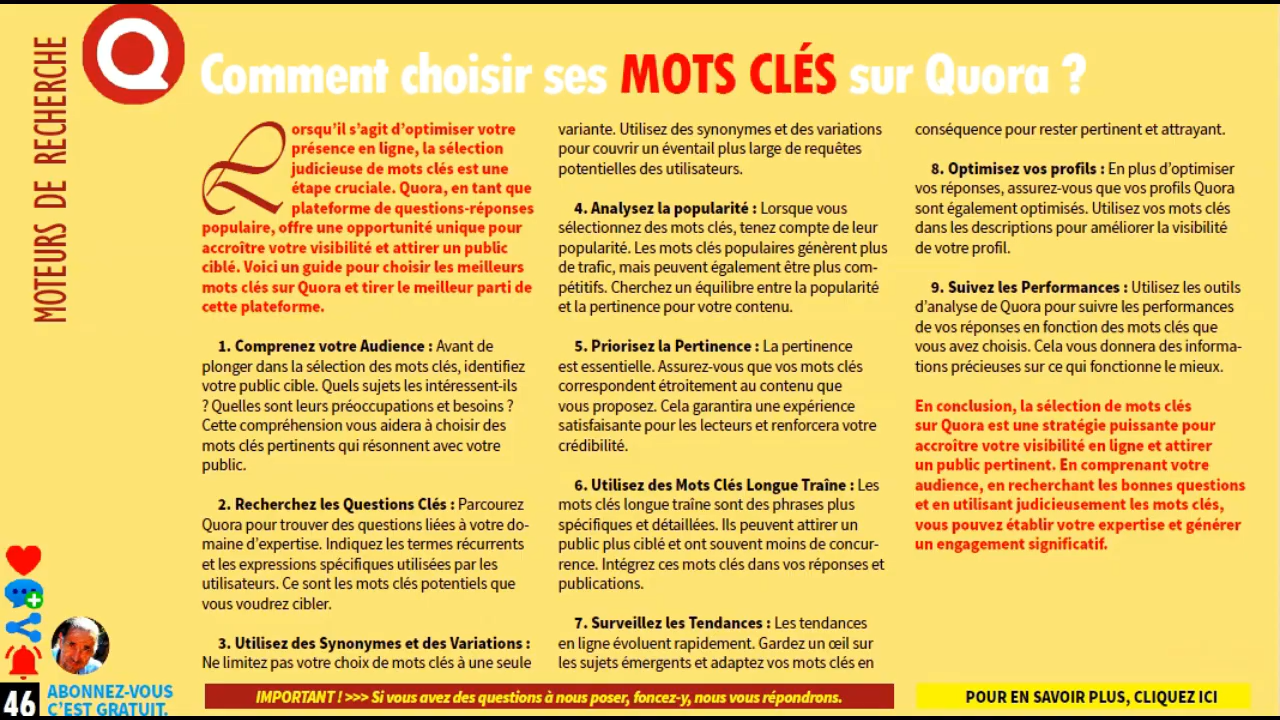 MOTEURS DE RECHERCHE
Q
Comment choisir ses MOTS CLÉS sur Quora ?
Lorsqu'il s'agit d'optimiser votre
présence en ligne, la sélection
judicieuse de mots clés est une
étape cruciale. Quora, en tant que
plateforme de questions-réponses
populaire, offre une opportunité unique pour
accroître votre visibilité et attirer un public
ciblé. Voici un guide pour choisir les meilleurs
mots clés sur Quora et tirer le meilleur parti de
cette plateforme.
1. Comprenez votre Audience : Avant de
plonger dans la sélection des mots clés, identifiez
votre public cible. Quels sujets les intéressent-ils
? Quelles sont leurs préoccupations et besoins ?
Cette compréhension vous aidera à choisir des
mots clés pertinents qui résonnent avec votre
public.
2. Recherchez les Questions Clés : Parcourez
Quora pour trouver des questions liées à votre do-
maine d'expertise. Indiquez les termes récurrents
et les expressions spécifiques utilisées par les
utilisateurs. Ce sont les mots clés potentiels que
vous voudrez cibler.
3. Utilisez des Synonymes et des Variations :
Ne limitez pas votre choix de mots clés à une seule
variante. Utilisez des synonymes et des variations
pour couvrir un éventail plus large de requêtes
potentielles des utilisateurs.
4. Analysez la popularité : Lorsque vous
sélectionnez des mots clés, tenez compte de leur
popularité. Les mots clés populaires génèrent plus
de trafic, mais peuvent également être plus com-
pétitifs. Cherchez un équilibre entre la popularité
et la pertinence pour votre contenu.
5. Priorisez la Pertinence : La pertinence
est essentielle. Assurez-vous que vos mots clés
correspondent étroitement au contenu que
vous proposez. Cela garantira une expérience
satisfaisante pour les lecteurs et renforcera votre
crédibilité.
6. Utilisez des Mots Clés Longue Traîne : Les
mots clés longue traîne sont des phrases plus
spécifiques et détaillées. Ils peuvent attirer un
public plus ciblé et ont souvent moins de concur-
rence. Intégrez ces mots clés dans vos réponses et
publications.
7. Surveillez les Tendances : Les tendances
en ligne évoluent rapidement. Gardez un œil sur
les sujets émergents et adaptez vos mots clés en
conséquence pour rester pertinent et attrayant.
8. Optimisez vos profils : En plus d'optimiser
vos réponses, assurez-vous que vos profils Quora
sont également optimisés. Utilisez vos mots clés
dans les descriptions pour améliorer la visibilité
de votre profil.
9. Suivez les Performances : Utilisez les outils
d'analyse de Quora pour suivre les performances
de vos réponses en fonction des mots clés que
vous avez choisis. Cela vous donnera des informa-
tions précieuses sur ce qui fonctionne le mieux.
En conclusion, la sélection de mots clés
sur Quora est une stratégie puissante pour
accroître votre visibilité en ligne et attirer
un public pertinent. En comprenant votre
audience, en recherchant les bonnes questions
et en utilisant judicieusement les mots clés,
vous pouvez établir votre expertise et générer
un engagement significatif.
46
ABONNEZ-VOUS
C'EST GRATUIT.
IMPORTANT ! >>> Si vous avez des questions à nous poser, foncez-y, nous vous répondrons.
POUR EN SAVOIR PLUS, CLIQUEZ ICI